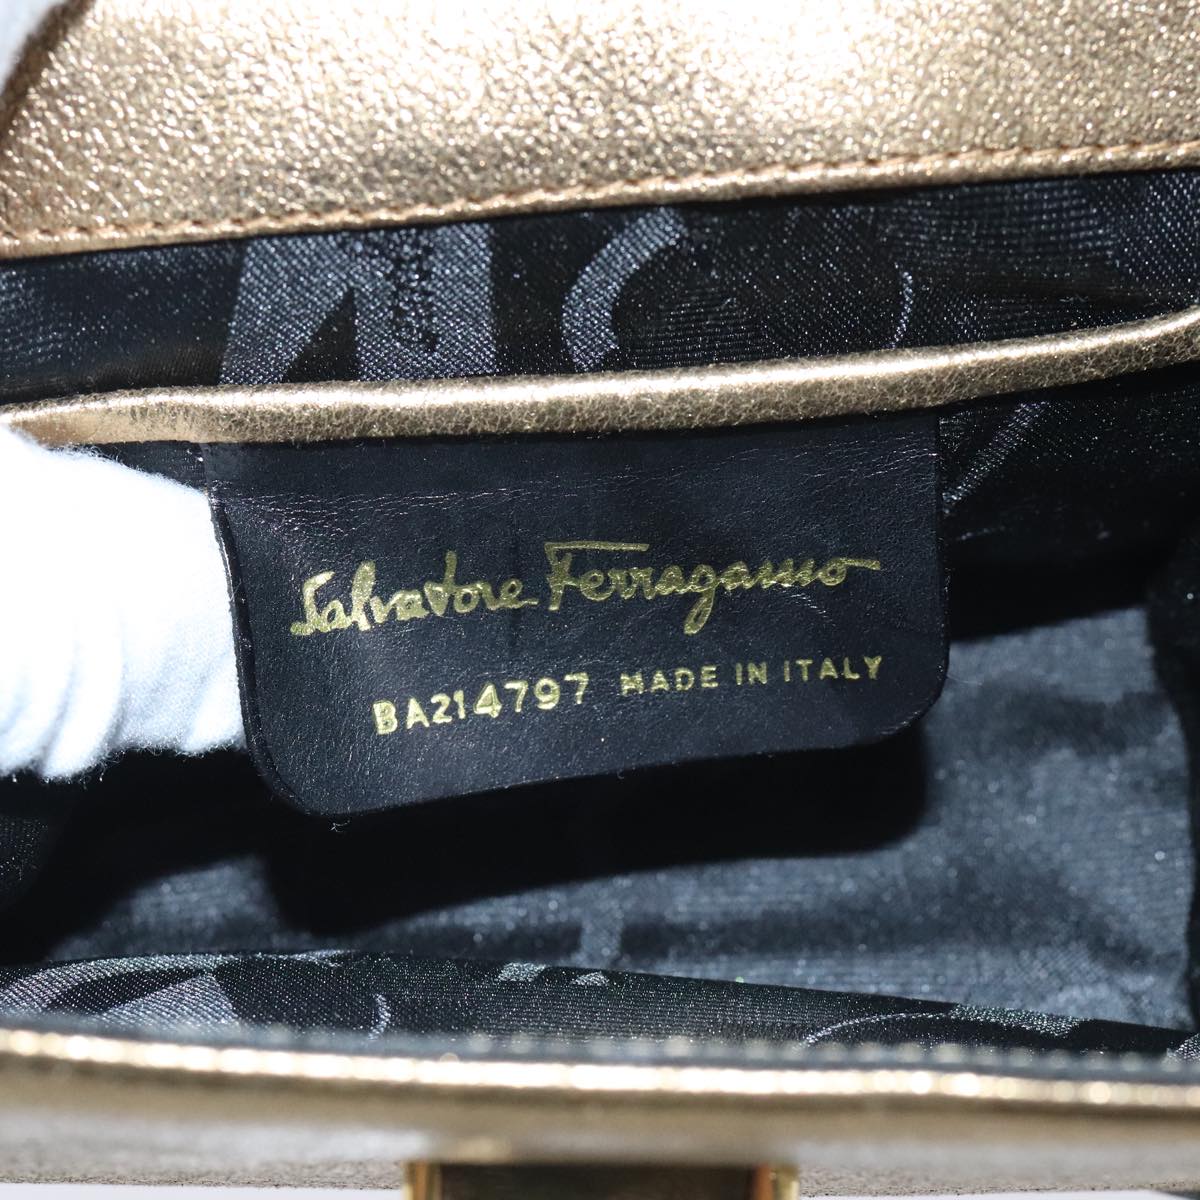 Salvatore Ferragamo
BA214797 MADE IN ITALY